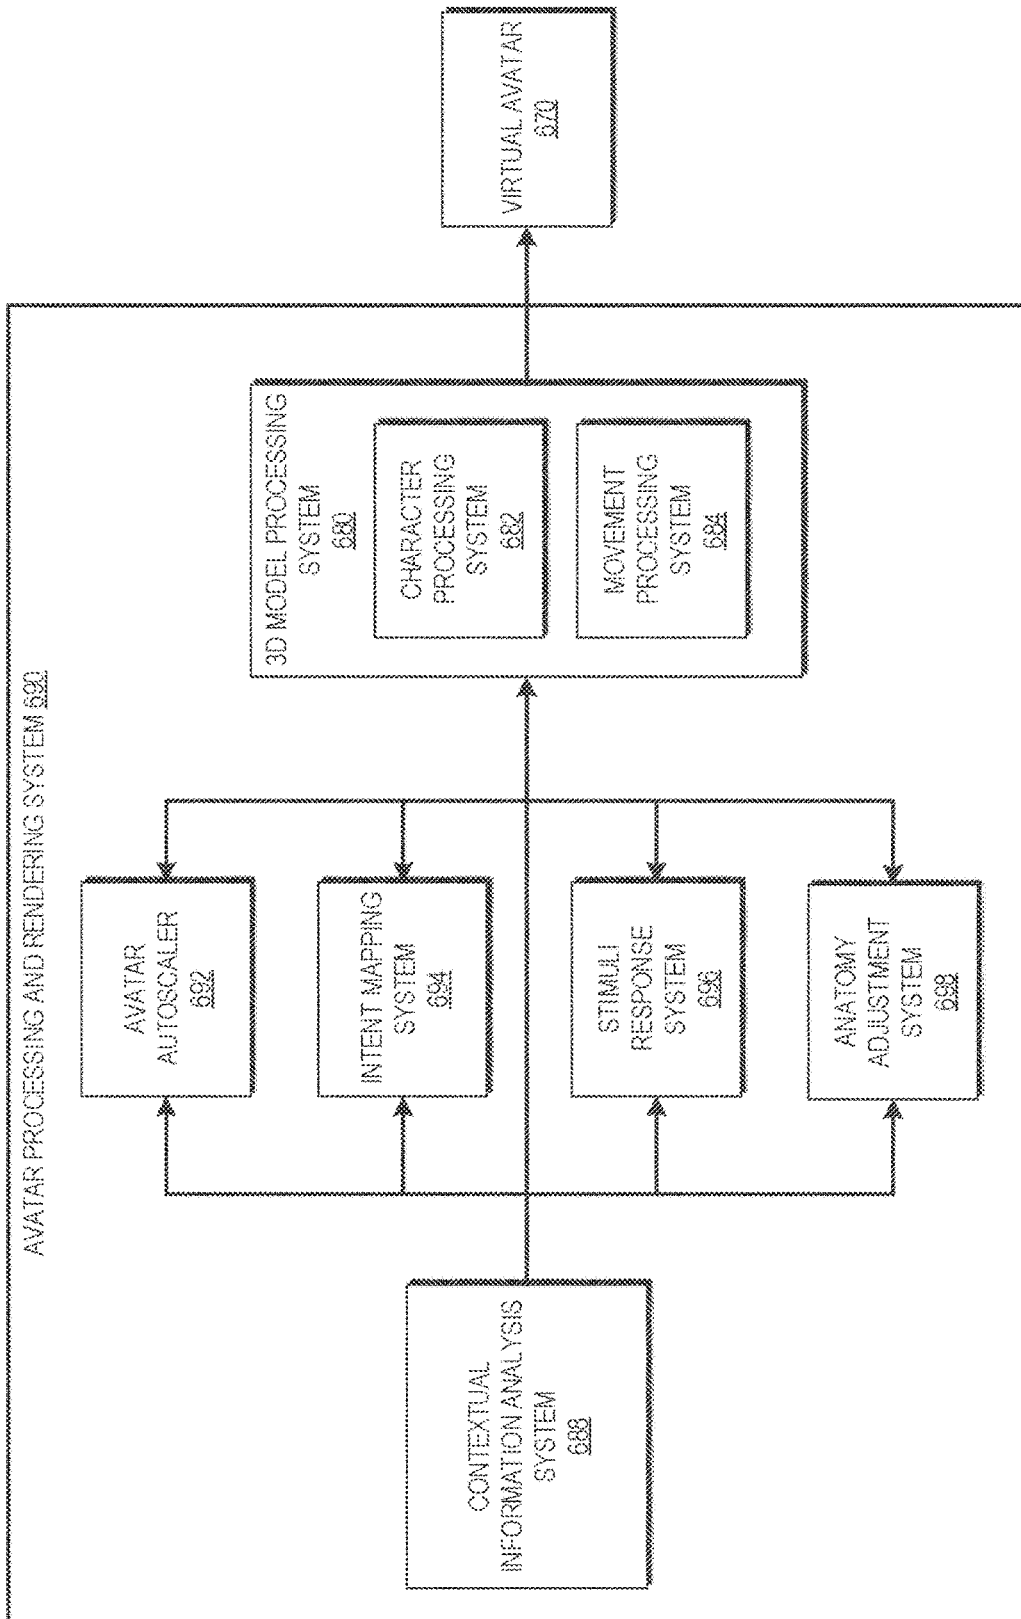 AVATAR PROCESSING AND RENDERING SYSTEM 690
CONTEXTUAL
INFORMATION ANALYSIS
SYSTEM
688
AVATAR
AUTOSCALER
692
INTENT MAPPING
SYSTEM
694
STIMULI
RESPONSE
SYSTEM
696
ANATOMY
ADJUSTMENT
SYSTEM
698
3D MODEL PROCESSING
SYSTEM
680
CHARACTER
PROCESSING
SYSTEM
682
MOVEMENT
PROCESSING
SYSTEM
684
VIRTUAL AVATAR
670